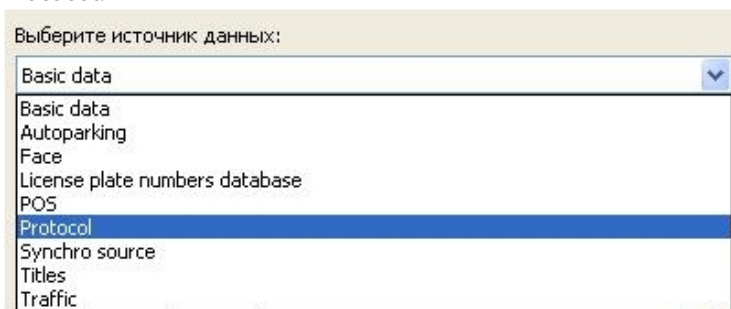 Выберите источник данных:
Basic data
Basic data
Autoparking
Face
License plate numbers database
POS
Protocol
Synchro source
Titles
Traffic